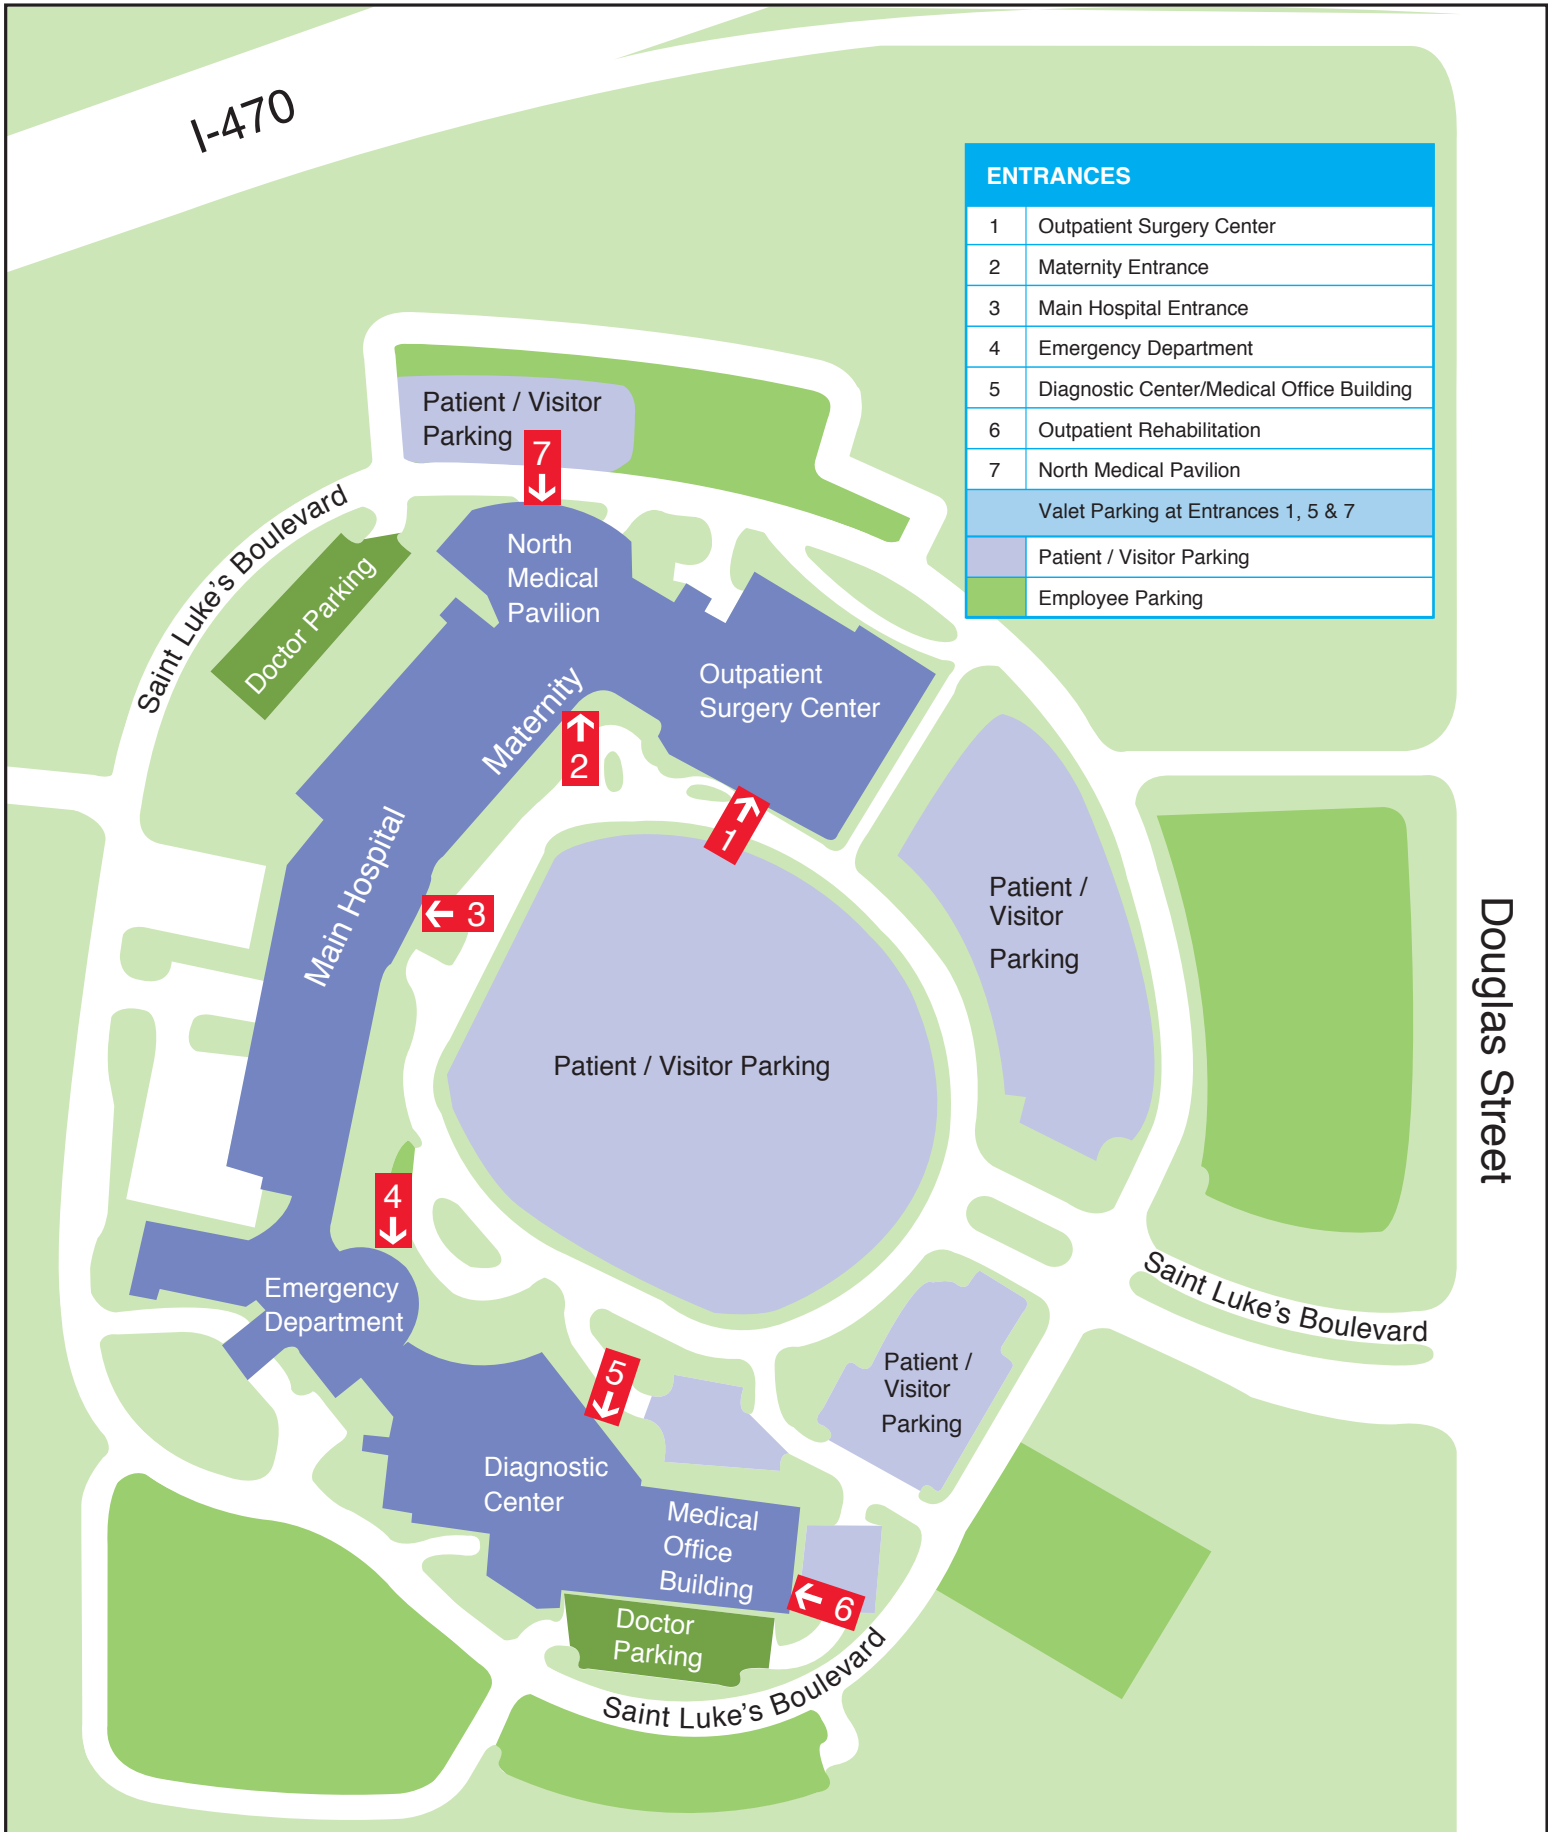 I-470
ENTRANCES
1 Outpatient Surgery Center
2 Maternity Entrance
3 Main Hospital Entrance
4 Emergency Department
5 Diagnostic Center/Medical Office Building
6 Outpatient Rehabilitation
7 North Medical Pavilion
Valet Parking at Entrances 1, 5 & 7
Patient / Visitor Parking
Employee Parking
Patient / Visitor
Parking
7
Saint Luke's Boulevard
Doctor Parking
North
Medical
Pavilion
Outpatient
Surgery Center
Maternity
2
1
Main Hospital
3
Patient /
Visitor
Parking
Douglas Street
Patient / Visitor Parking
4
Emergency
Department
Saint Luke's Boulevard
5
Patient /
Visitor
Parking
Diagnostic
Center
Medical
Office
Building
6
Doctor
Parking
Saint Luke's Boulevard